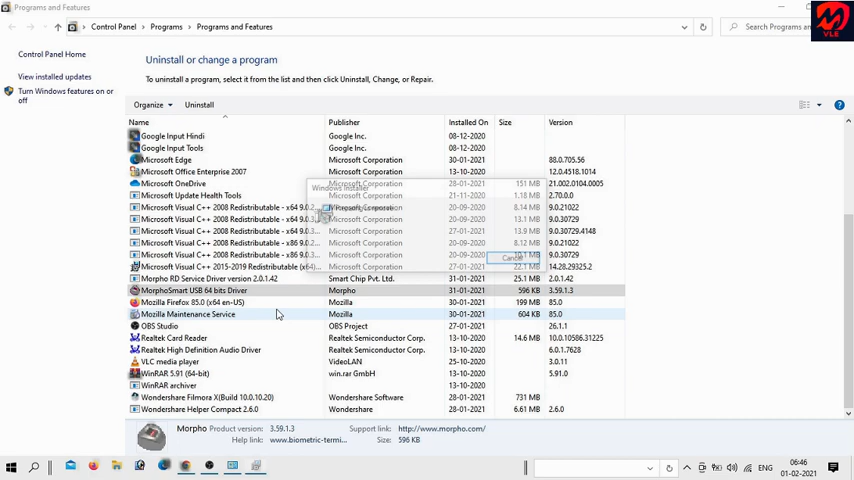 Programs and Features
Control Panel > Programs > Programs and Features
Search Programs an
VLE
Control Panel Home
View installed updates
Turn Windows features on or
off
Uninstall or change a program
To uninstall a program, select it from the list and then click Uninstall, Change, or Repair.
Organize Uninstall
Name Publisher Installed On Size Version
Google Input Hindi Google Inc. 08-12-2020
Google Input Tools Google Inc. 08-12-2020
Microsoft Edge Microsoft Corporation 30-01-2021 88.0.705.56
Microsoft Office Enterprise 2007 Microsoft Corporation 20-09-2020 12.0.4518.1014
Microsoft OneDrive Microsoft Corporation 28-01-2021 151 MB 21.002.0104.0005
Windows Installer
Microsoft Update Health Tools Microsoft Corporation 21-11-2020 1.18 MB 2.70.0.0
Microsoft Visual C++ 2008 Redistributable - x64 9.0.2... Microsoft Corporation 20-09-2020 8.14 MB 9.0.21022
Microsoft Visual C++ 2008 Redistributable - x64 9.0.3... Microsoft Corporation 20-09-2020 13.1 MB 9.0.30729
Microsoft Visual C++ 2008 Redistributable - x64 9.0.3... Microsoft Corporation 27-01-2021 13.9 MB 9.0.30729.4148
Microsoft Visual C++ 2008 Redistributable - x86 9.0.2... Microsoft Corporation 20-09-2020 8.12 MB 9.0.21022
Microsoft Visual C++ 2008 Redistributable - x86 9.0.3... Microsoft Corporation 20-09-2020 10.1 MB 9.0.30729
Cancel
Microsoft Visual C++ 2015-2019 Redistributable (x64)... Microsoft Corporation 27-01-2021 22.1 MB 14.28.29325.2
Morpho RD Service Driver version 2.0.1.42 Smart Chip Pvt. Ltd. 31-01-2021 25.1 MB 2.0.1.42
MorphoSmart USB 64 bits Driver Morpho 31-01-2021 596 KB 3.59.1.3
Mozilla Firefox 85.0 (x64 en-US) Mozilla 30-01-2021 199 MB 85.0
Mozilla Maintenance Service Mozilla 30-01-2021 604 KB 85.0
OBS Studio OBS Project 27-01-2021 26.1.1
Realtek Card Reader Realtek Semiconductor Corp. 13-10-2020 14.6 MB 10.0.10586.31225
Realtek High Definition Audio Driver Realtek Semiconductor Corp. 13-10-2020 6.0.1.7628
VLC media player VideoLAN 13-10-2020 3.0.11
WinRAR 5.91 (64-bit) win.rar GmbH 13-10-2020 5.91.0
WinRAR archiver 13-10-2020
Wondershare Filmora X(Build 10.0.10.20) Wondershare Software 28-01-2021 731 MB
Wondershare Helper Compact 2.6.0 Wondershare 28-01-2021 6.61 MB 2.6.0
Morpho Product version: 3.59.1.3 Support link: http://www.morpho.com/
Help link: www.biometric-termi... Size: 596 KB
ENG
06:46
01-02-2021